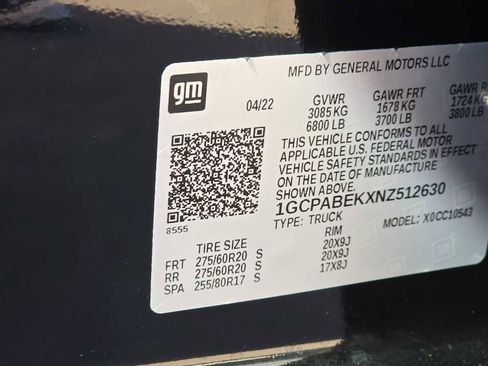 MFD BY GENERAL MOTORS LLC
gm
04/22 GVWR GAWR FRT GAWR
3085 KG 1678 KG 1724 KG
6800 LB 3700 LB 3800 LB
THIS VEHICLE CONFORMS TO ALL
APPLICABLE U.S. FEDERAL MOTOR
VEHICLE SAFETY STANDARDS IN EFFECT
ON THE DATE OF MANUFACTURE
SHOWN ABOVE.
1GCPABEKXNZ512630
8555
TYPE: TRUCK MODEL: X0CC10543
TIRE SIZE RIM
FRT 275/60R20 S 20X9J
RR 275/60R20 S 20X9J
SPA 255/80R17 S 17X8J